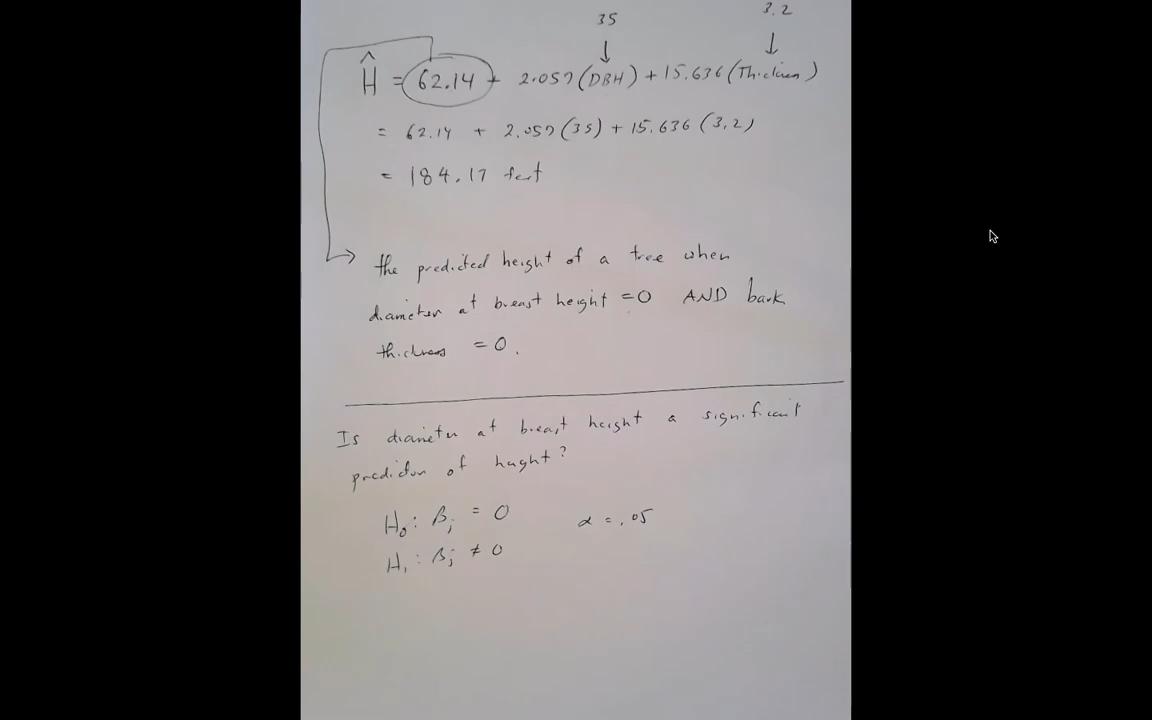 35 3.2
Ĥ = 62.14 + 2.057(DBH) + 15.636(Thickness)
= 62.14 + 2.057(35) + 15.636(3.2)
= 184.17 feet
the predicted height of a tree when
diameter at breast height = 0 AND bark
thickness = 0.
Is diameter at breast height a significant
predictor of height?
H₀: βⱼ = 0 α = .05
H₁: βⱼ ≠ 0